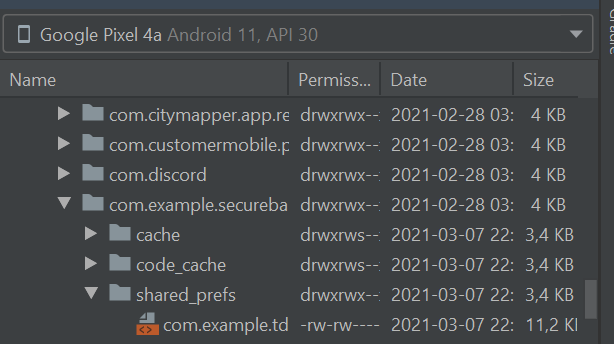 Google Pixel 4a Android 11, API 30
Name Permiss... Date Size
com.citymapper.app.re drwxrwx--x 2021-02-28 03: 4 KB
com.customermobile.p drwxrwx--x 2021-02-28 03: 4 KB
com.discord drwxrwx--x 2021-02-28 03: 4 KB
com.example.secureba drwxrwx--x 2021-02-28 03: 4 KB
cache drwxrws--x 2021-03-07 22: 3,4 KB
code_cache drwxrws--x 2021-03-07 22: 3,4 KB
shared_prefs drwxrwx--x 2021-03-07 22: 3,4 KB
com.example.td -rw-rw---- 2021-03-07 22: 11,2 KB